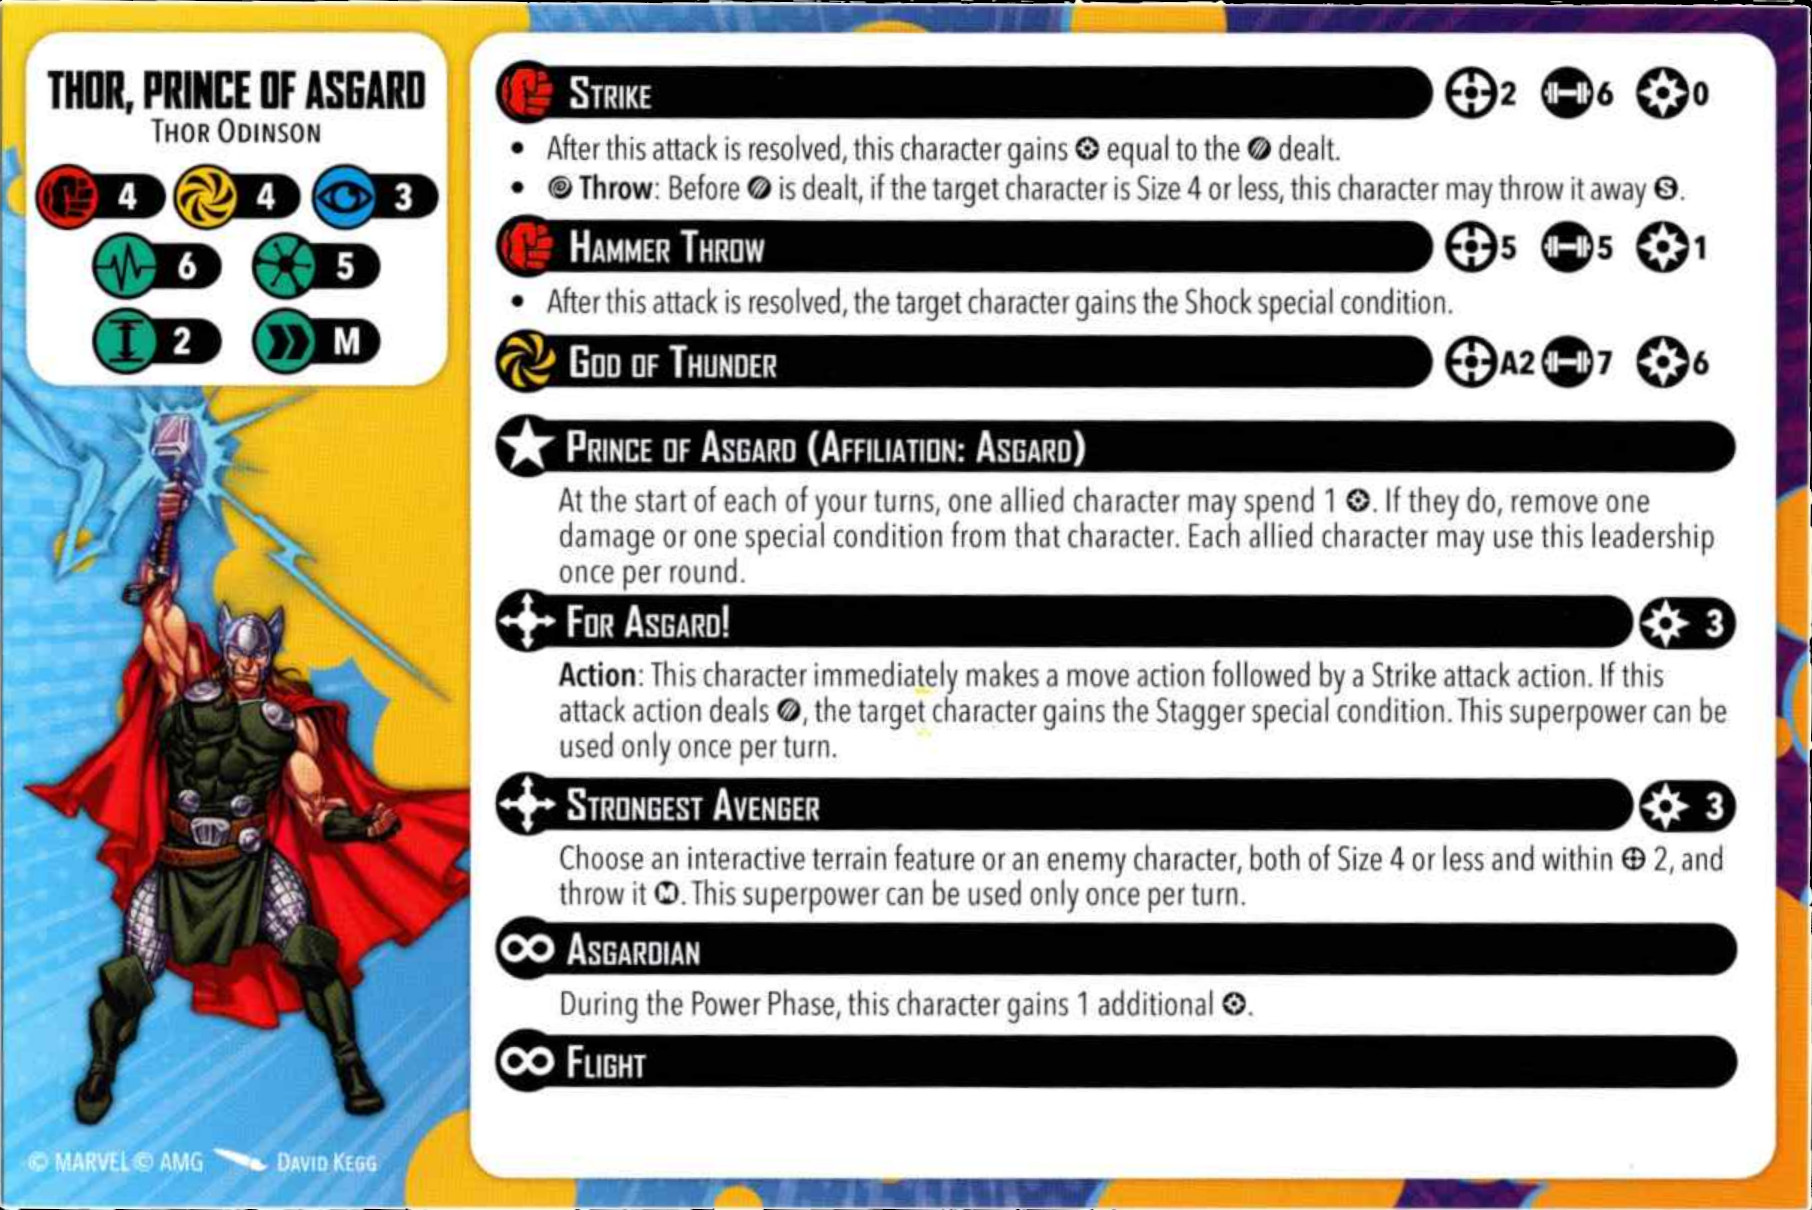 THOR, PRINCE OF ASGARD
THOR ODINSON
4 4 3
6 5
2 M
STRIKE 2 6 0
• After this attack is resolved, this character gains equal to the dealt.
• Throw: Before is dealt, if the target character is Size 4 or less, this character may throw it away S.
HAMMER THROW 5 5 1
• After this attack is resolved, the target character gains the Shock special condition.
GOD OF THUNDER A2 7 6
PRINCE OF ASGARD (AFFILIATION: ASGARD)
At the start of each of your turns, one allied character may spend 1 . If they do, remove one
damage or one special condition from that character. Each allied character may use this leadership
once per round.
FOR ASGARD! 3
Action: This character immediately makes a move action followed by a Strike attack action. If this
attack action deals , the target character gains the Stagger special condition. This superpower can be
used only once per turn.
STRONGEST AVENGER 3
Choose an interactive terrain feature or an enemy character, both of Size 4 or less and within 2, and
throw it M. This superpower can be used only once per turn.
ASGARDIAN
During the Power Phase, this character gains 1 additional .
FLIGHT
© MARVEL © AMG DAVID KEGG